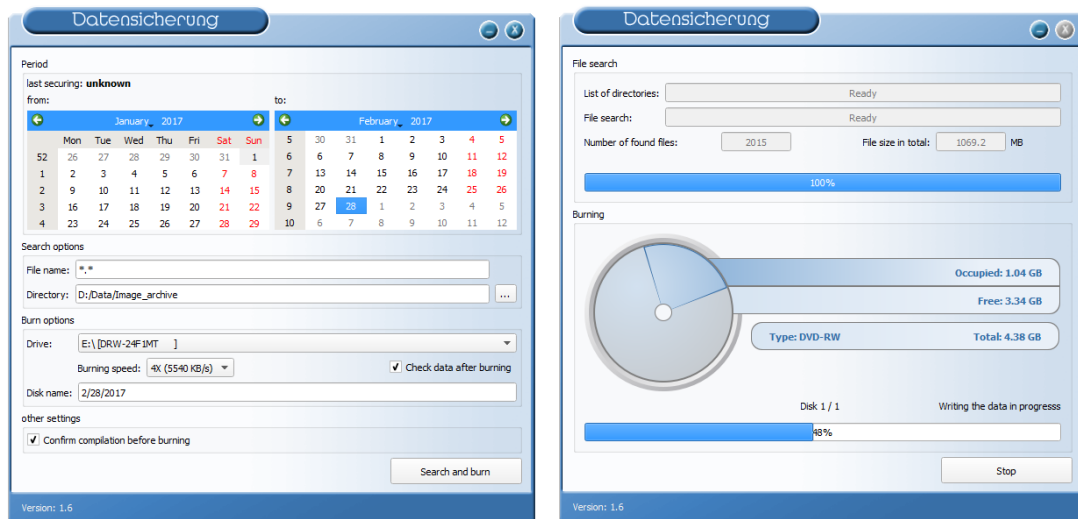 Datensicherung
Period
last securing: unknown
from: to:
January, 2017
Mon Tue Wed Thu Fri Sat Sun
52 26 27 28 29 30 31 1
1 2 3 4 5 6 7 8
2 9 10 11 12 13 14 15
3 16 17 18 19 20 21 22
4 23 24 25 26 27 28 29
February, 2017
5 30 31 1 2 3 4 5
6 6 7 8 9 10 11 12
7 13 14 15 16 17 18 19
8 20 21 22 23 24 25 26
9 27 28 1 2 3 4 5
10 6 7 8 9 10 11 12
Search options
File name: *.*
Directory: D:/Data/Image_archive ...
Burn options
Drive: E:\ [DRW-24F1MT ]
Burning speed: 4X (5540 KB/s) Check data after burning
Disk name: 2/28/2017
other settings
Confirm compilation before burning
Search and burn
Version: 1.6
Datensicherung
File search
List of directories: Ready
File search: Ready
Number of found files: 2015 File size in total: 1069.2 MB
100%
Burning
Occupied: 1.04 GB
Free: 3.34 GB
Type: DVD-RW Total: 4.38 GB
Disk 1 / 1 Writing the data in progresss
48%
Stop
Version: 1.6